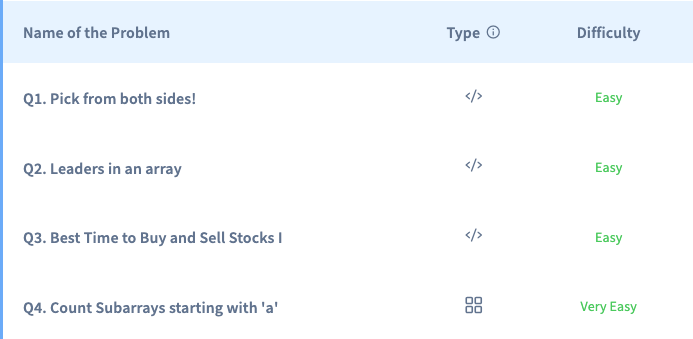 Name of the Problem Type Difficulty
Q1. Pick from both sides! </> Easy
Q2. Leaders in an array </> Easy
Q3. Best Time to Buy and Sell Stocks I </> Easy
Q4. Count Subarrays starting with 'a' Very Easy